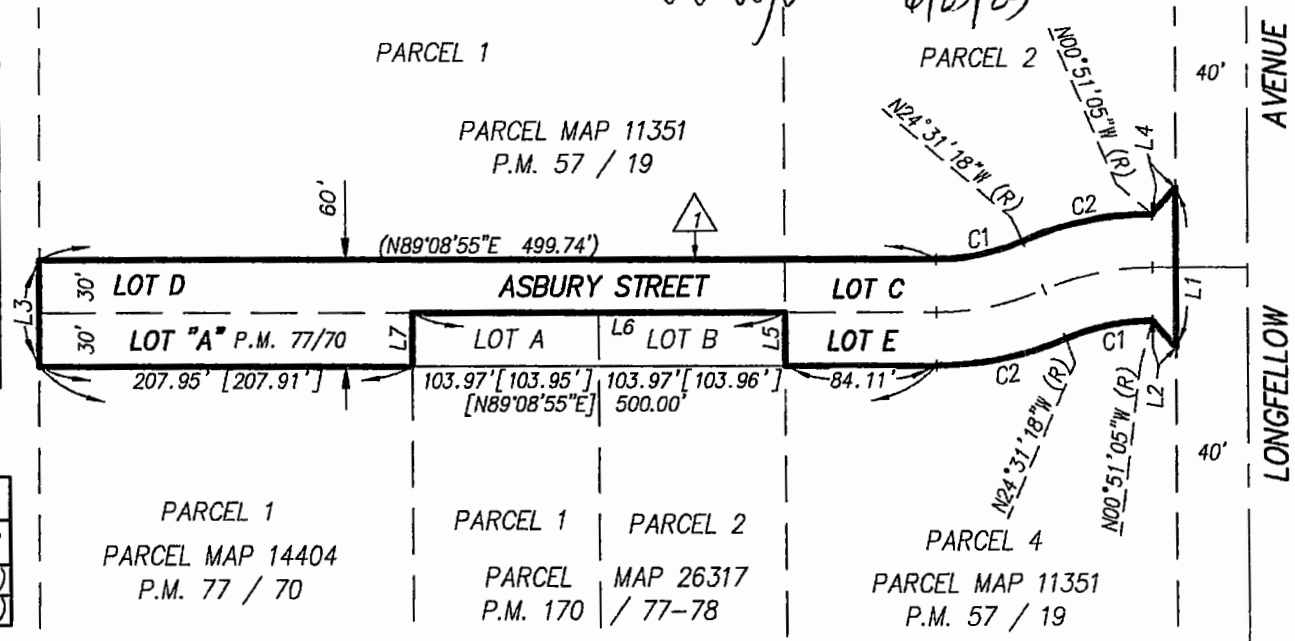 PARCEL 1
PARCEL 2
PARCEL MAP 11351
P.M. 57 / 19
N24°31'18"W (R)
N00°51'05"W (R)
L4
40'
AVENUE
60'
1
(N89°08'55"E 499.74')
C1
C2
L3
30'
LOT D
ASBURY STREET
LOT C
L1
30'
LOT "A" P.M. 77/70
L7
LOT A
L6
LOT B
L5
LOT E
C2
C1
L2
207.95' [207.91']
103.97' [103.95']
103.97' [103.96']
84.11'
[N89°08'55"E]
500.00'
N24°31'18"W (R)
N00°51'05"W (R)
40'
LONGFELLOW
PARCEL 1
PARCEL MAP 14404
P.M. 77 / 70
PARCEL 1
PARCEL 2
PARCEL MAP 26317
P.M. 170 / 77-78
PARCEL 4
PARCEL MAP 11351
P.M. 57 / 19